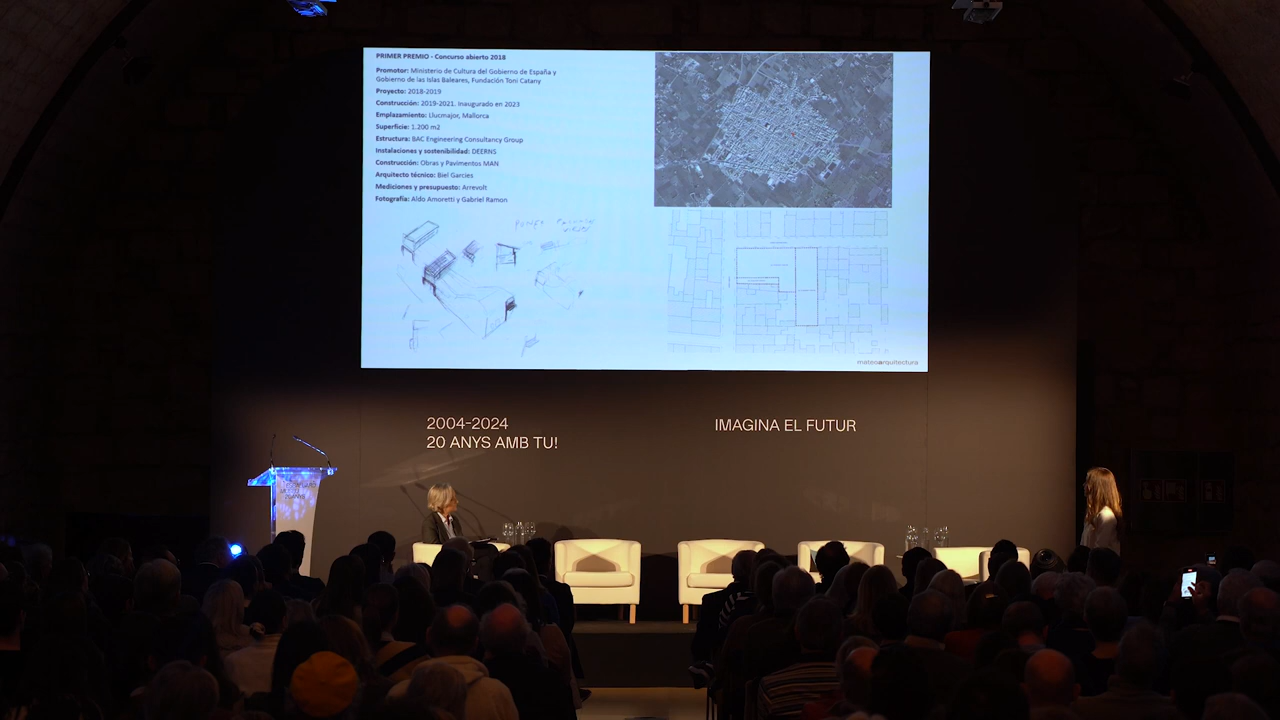 PRIMER PREMIO - Concurso abierto 2018
Promotor: Ministerio de Cultura del Gobierno de España y
Gobierno de las Islas Baleares, Fundación Toni Catany
Proyecto: 2018-2019
Construcción: 2019-2021. Inaugurado en 2023
Emplazamiento: Llucmajor, Mallorca
Superficie: 1.200 m2
Estructura: BAC Engineering Consultancy Group
Instalaciones y sostenibilidad: DEERNS
Construcción: Obras y Pavimentos MAN
Arquitecto técnico: Biel Garcies
Mediciones y presupuesto: Arrevolt
Fotografía: Aldo Amoretti y Gabriel Ramon
mateoarquitectura
2004-2024
20 ANYS AMB TU!
IMAGINA EL FUTUR
20ANYS